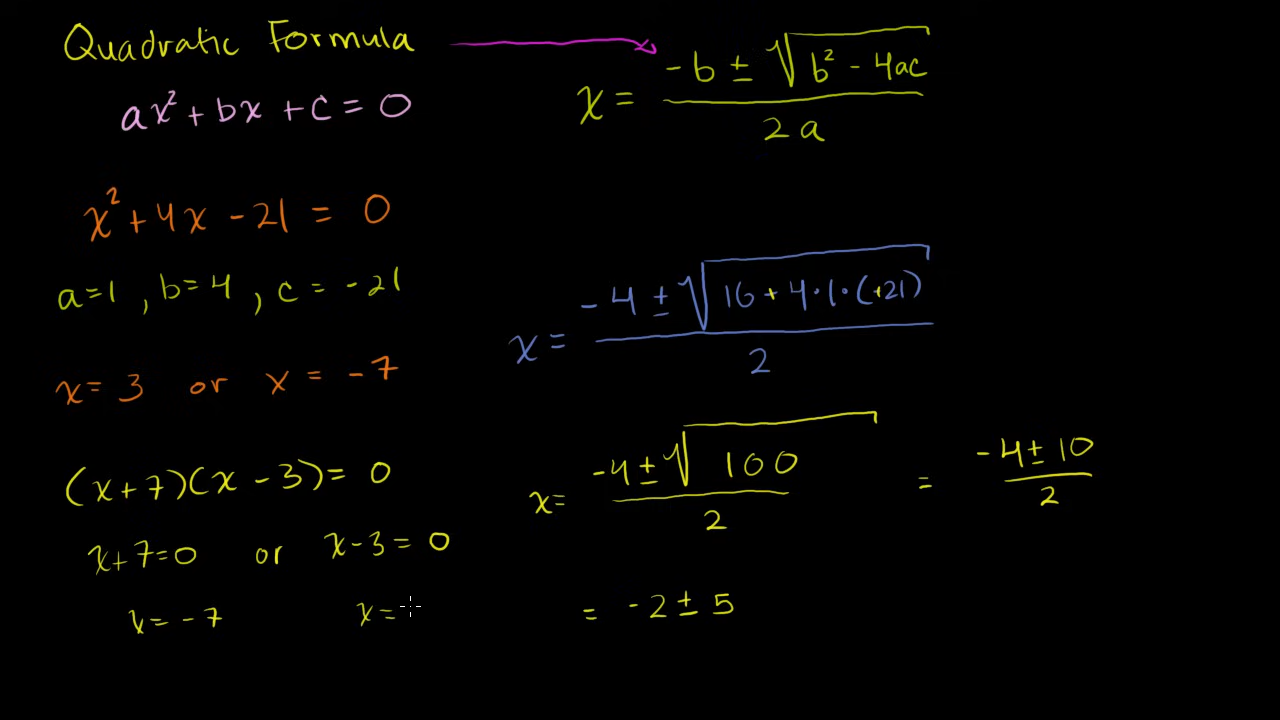 Quadratic Formula
ax² + bx + c = 0
x = (-b ± √(b² - 4ac)) / 2a
x² + 4x - 21 = 0
a=1, b=4, c = -21
x = 3 or x = -7
(x+7)(x-3) = 0
x+7=0 or x-3=0
x = -7 x =
x = (-4 ± √(16 + 4·1·(+21))) / 2
x = (-4 ± √100) / 2 = (-4 ± 10) / 2
= -2 ± 5